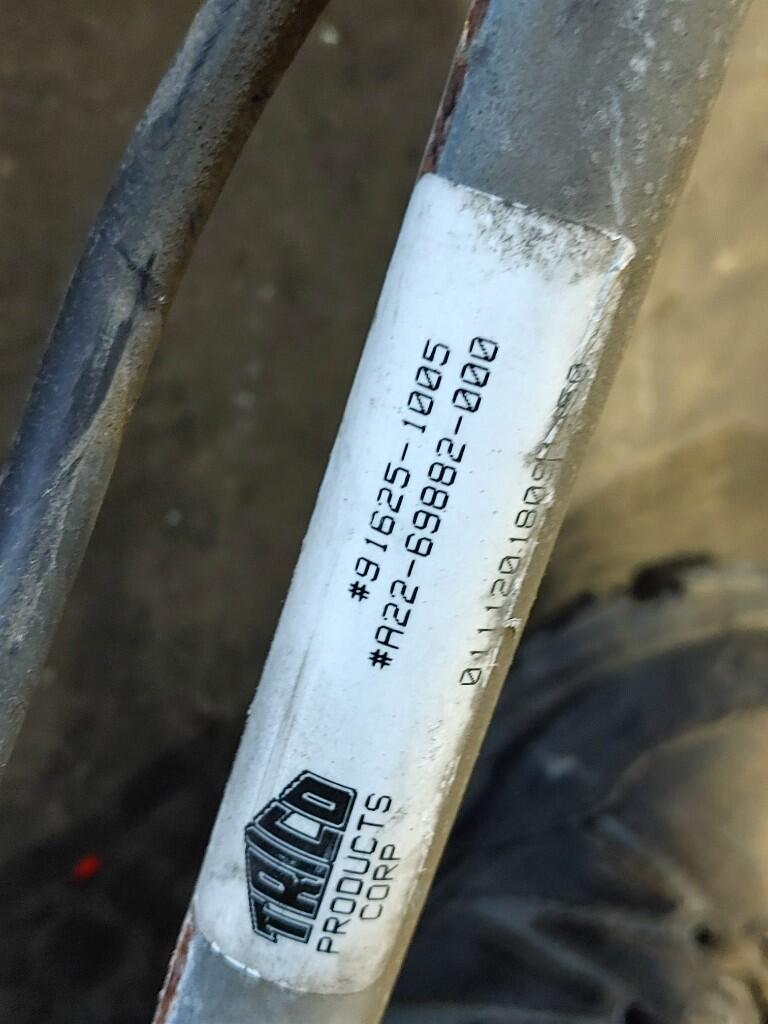 #91625-1005
#A22-69882-000
TRICO
PRODUCTS
CORP